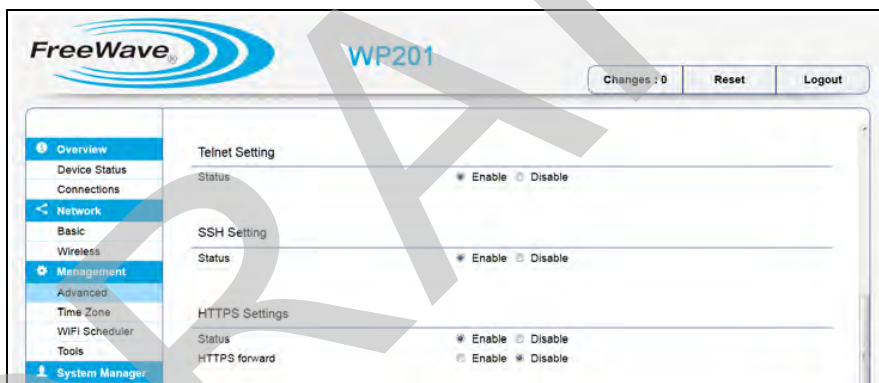 FreeWave®
WP201
Changes : 0 Reset Logout
Overview
Device Status
Connections
Network
Basic
Wireless
Management
Advanced
Time Zone
WiFi Scheduler
Tools
System Manager
Telnet Setting
Status Enable Disable
SSH Setting
Status Enable Disable
HTTPS Settings
Status Enable Disable
HTTPS forward Enable Disable